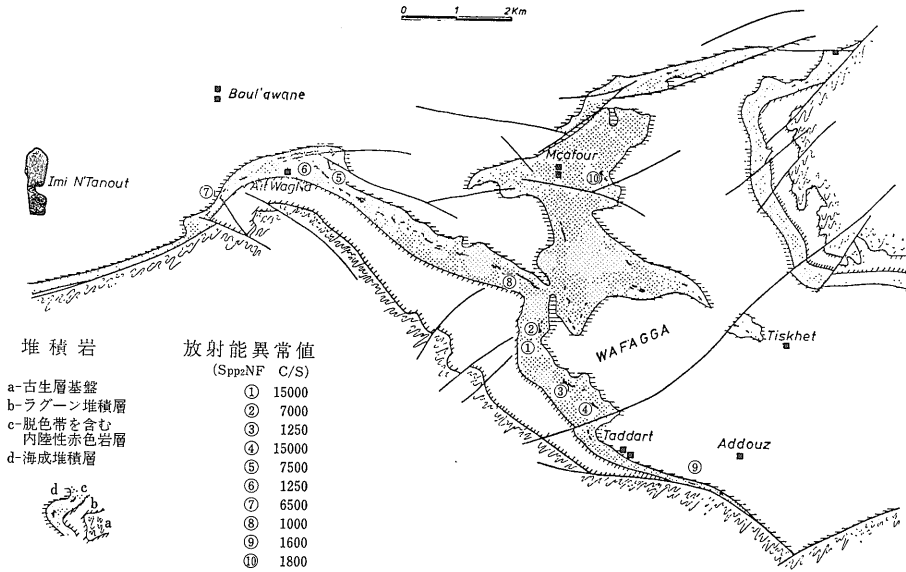 0 1 2Km
Boul'awane
Imi N'Tanout
Mçafour
⑩
⑥
⑤
⑦
Aït Wagha
⑧
②
①
WAFAGGA
Tiskhet
③
④
Taddart
Addouz
⑨
堆積岩
a-古生層基盤
b-ラグーン堆積層
c-脱色帯を含む
内陸性赤色岩層
d-海成堆積層
d c
b
a
放射能異常値
(SPP2NF C/S)
① 15000
② 7000
③ 1250
④ 15000
⑤ 7500
⑥ 1250
⑦ 6500
⑧ 1000
⑨ 1600
⑩ 1800